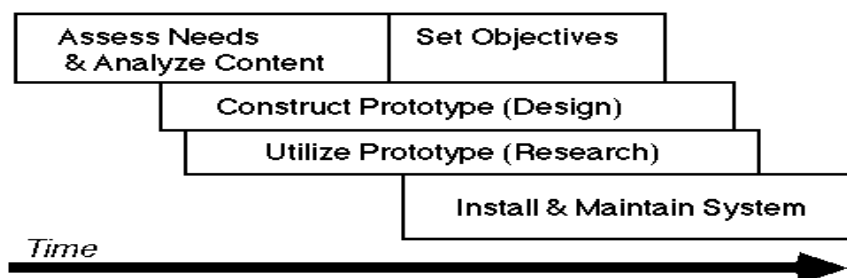 Assess Needs
& Analyze Content
Set Objectives
Construct Prototype (Design)
Utilize Prototype (Research)
Install & Maintain System
Time